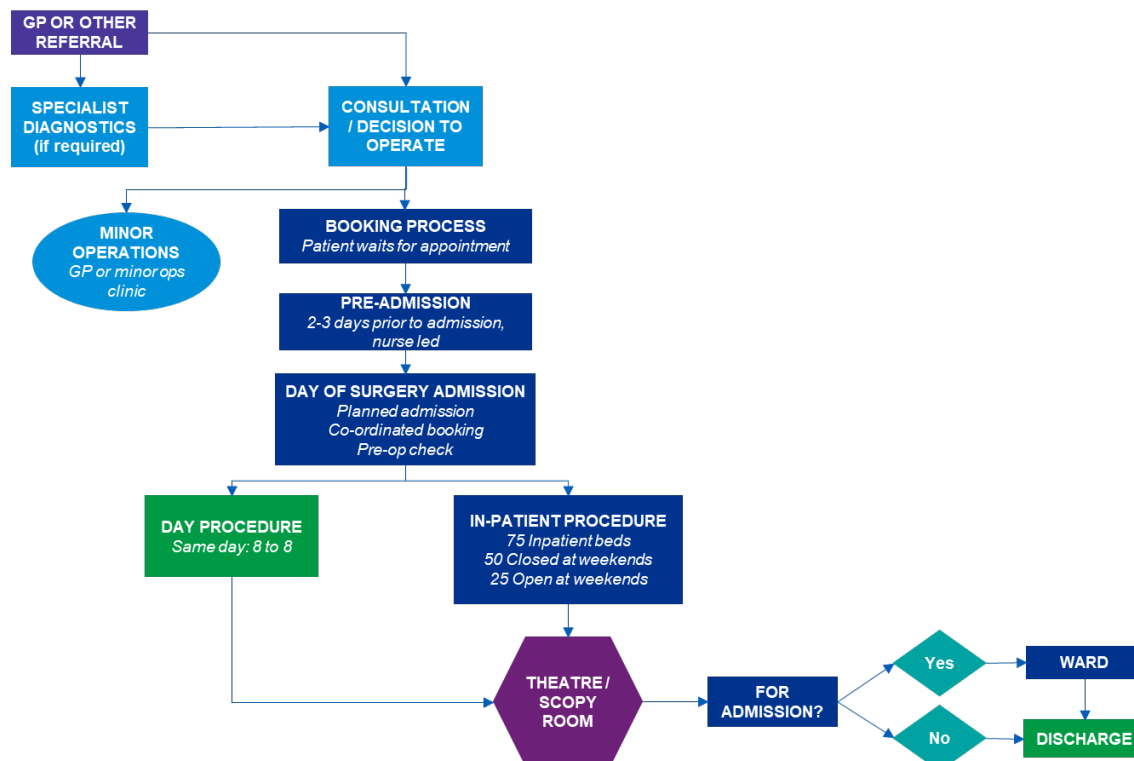 GP OR OTHER
REFERRAL
SPECIALIST
DIAGNOSTICS
(if required)
CONSULTATION
/ DECISION TO
OPERATE
MINOR
OPERATIONS
GP or minor ops
clinic
BOOKING PROCESS
Patient waits for appointment
PRE-ADMISSION
2-3 days prior to admission,
nurse led
DAY OF SURGERY ADMISSION
Planned admission
Co-ordinated booking
Pre-op check
DAY PROCEDURE
Same day: 8 to 8
IN-PATIENT PROCEDURE
75 Inpatient beds
50 Closed at weekends
25 Open at weekends
THEATRE /
SCOPY
ROOM
FOR
ADMISSION?
Yes
WARD
No
DISCHARGE